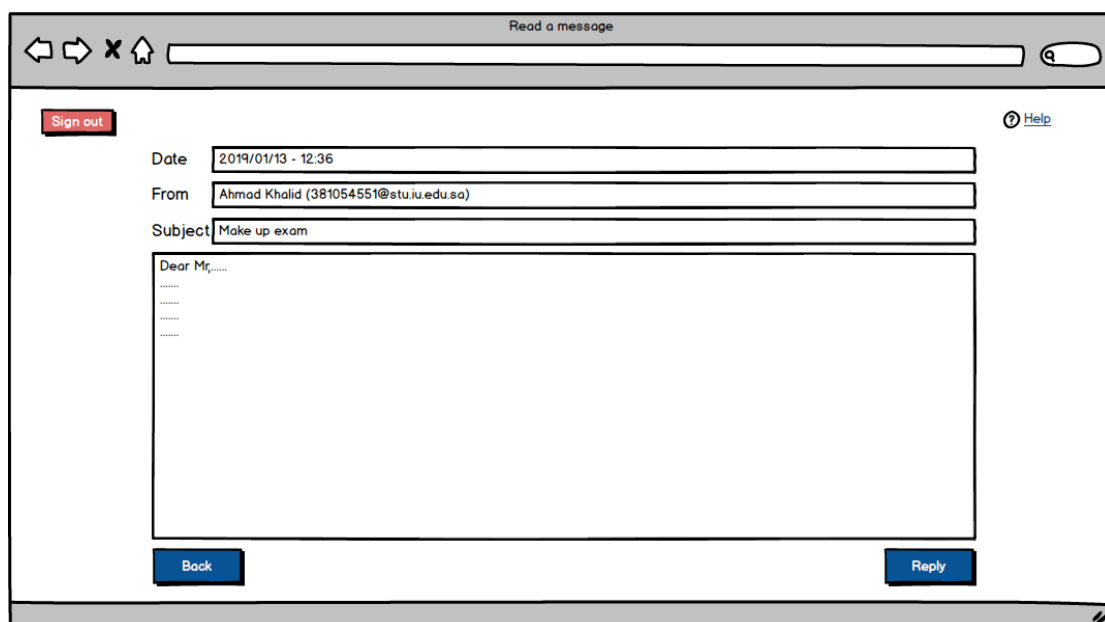 Read a message
Sign out
Help
Date 2019/01/13 - 12:36
From Ahmad Khalid (381054551@stu.iu.edu.sa)
Subject Make up exam
Dear Mr,......
.......
.......
.......
.......
Back Reply